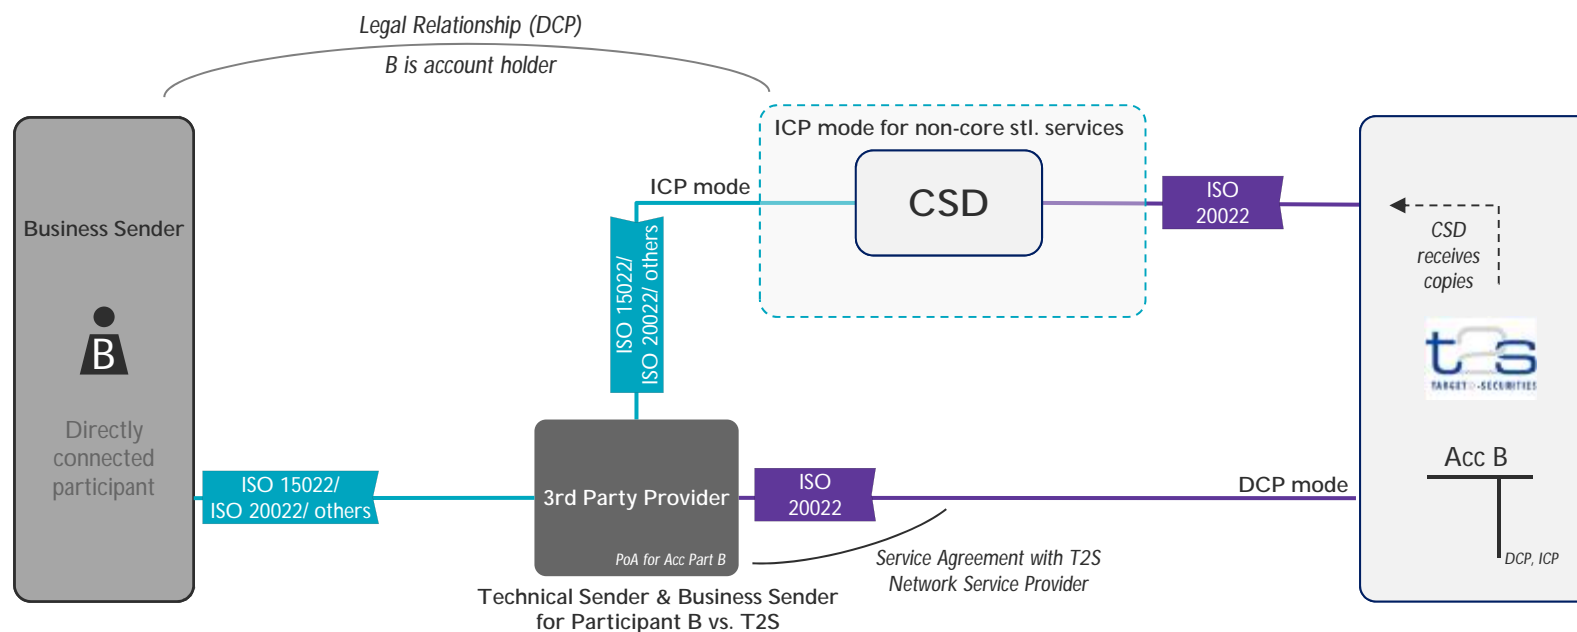 Legal Relationship (DCP)
B is account holder
Business Sender
B
Directly
connected
participant
ISO 15022/
ISO 20022/ others
ICP mode
ISO 15022/
ISO 20022/ others
ICP mode for non-core stl. services
CSD
ISO
20022
CSD
receives
copies
t2s
TARGET2-SECURITIES
3rd Party Provider
PoA for Acc Part B
Technical Sender & Business Sender
for Participant B vs. T2S
ISO
20022
DCP mode
Service Agreement with T2S
Network Service Provider
Acc B
DCP, ICP